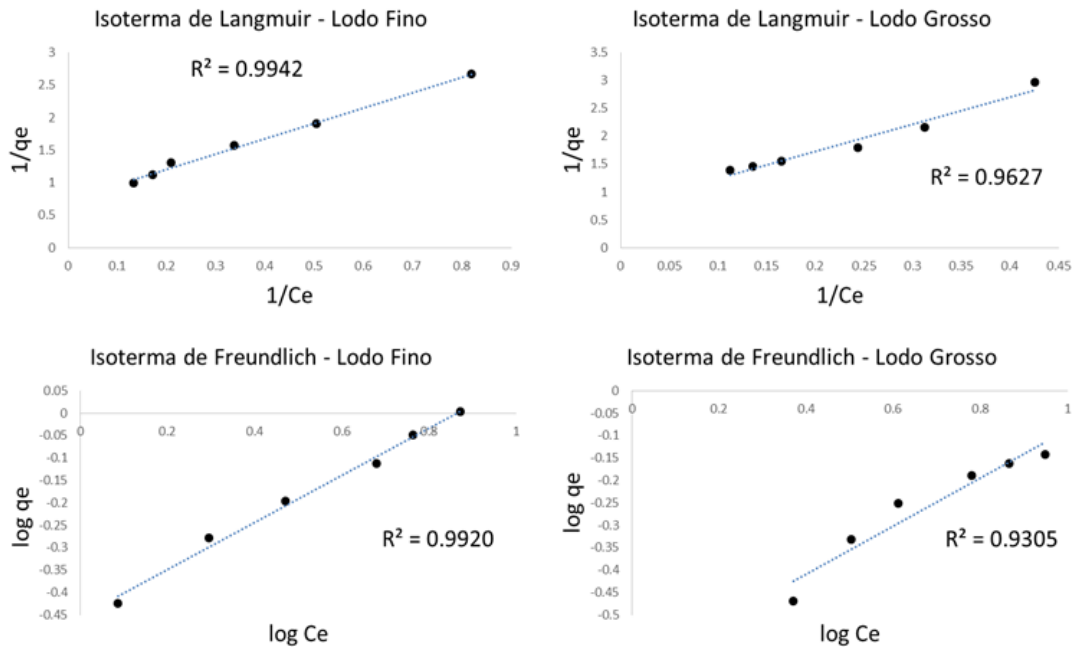 Isoterma de Langmuir - Lodo Fino
3
2.5
2
1.5
1
0.5
0
R² = 0.9942
1/qe
0 0.1 0.2 0.3 0.4 0.5 0.6 0.7 0.8 0.9
1/Ce
Isoterma de Langmuir - Lodo Grosso
3.5
3
2.5
2
1.5
1
0.5
0
R² = 0.9627
1/qe
0 0.05 0.1 0.15 0.2 0.25 0.3 0.35 0.4 0.45
1/Ce
Isoterma de Freundlich - Lodo Fino
0.05
0
-0.05
-0.1
-0.15
-0.2
-0.25
-0.3
-0.35
-0.4
-0.45
0 0.2 0.4 0.6 0.8 1
log qe
R² = 0.9920
log Ce
Isoterma de Freundlich - Lodo Grosso
0
-0.05
-0.1
-0.15
-0.2
-0.25
-0.3
-0.35
-0.4
-0.45
-0.5
0 0.2 0.4 0.6 0.8 1
log qe
R² = 0.9305
log Ce